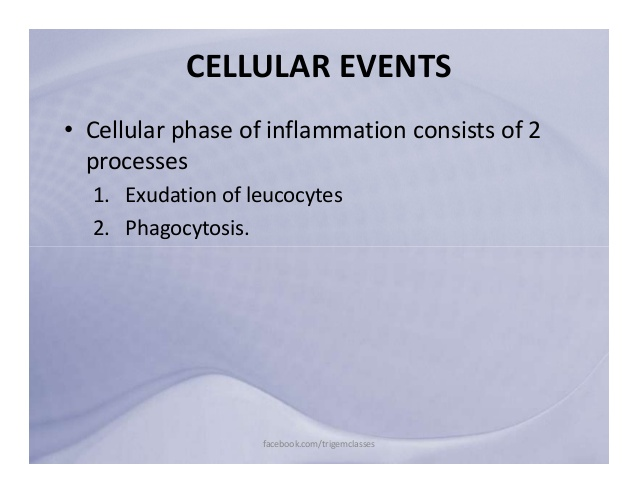 CELLULAR EVENTS
• Cellular phase of inflammation consists of 2
processes
1. Exudation of leucocytes
2. Phagocytosis.
facebook.com/trigemclasses